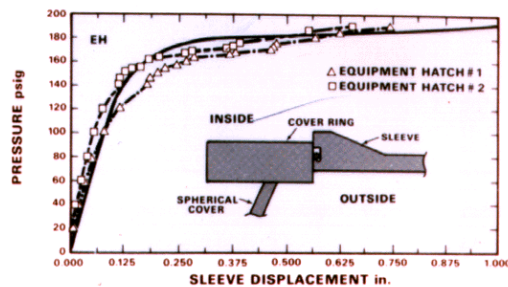 EH
PRESSURE psig
200
180
160
140
120
100
80
60
40
20
0
EQUIPMENT HATCH # 1
EQUIPMENT HATCH # 2
INSIDE
COVER RING
SLEEVE
SPHERICAL
COVER
OUTSIDE
0.000 0.125 0.250 0.375 0.500 0.625 0.750 0.875 1.000
SLEEVE DISPLACEMENT in.